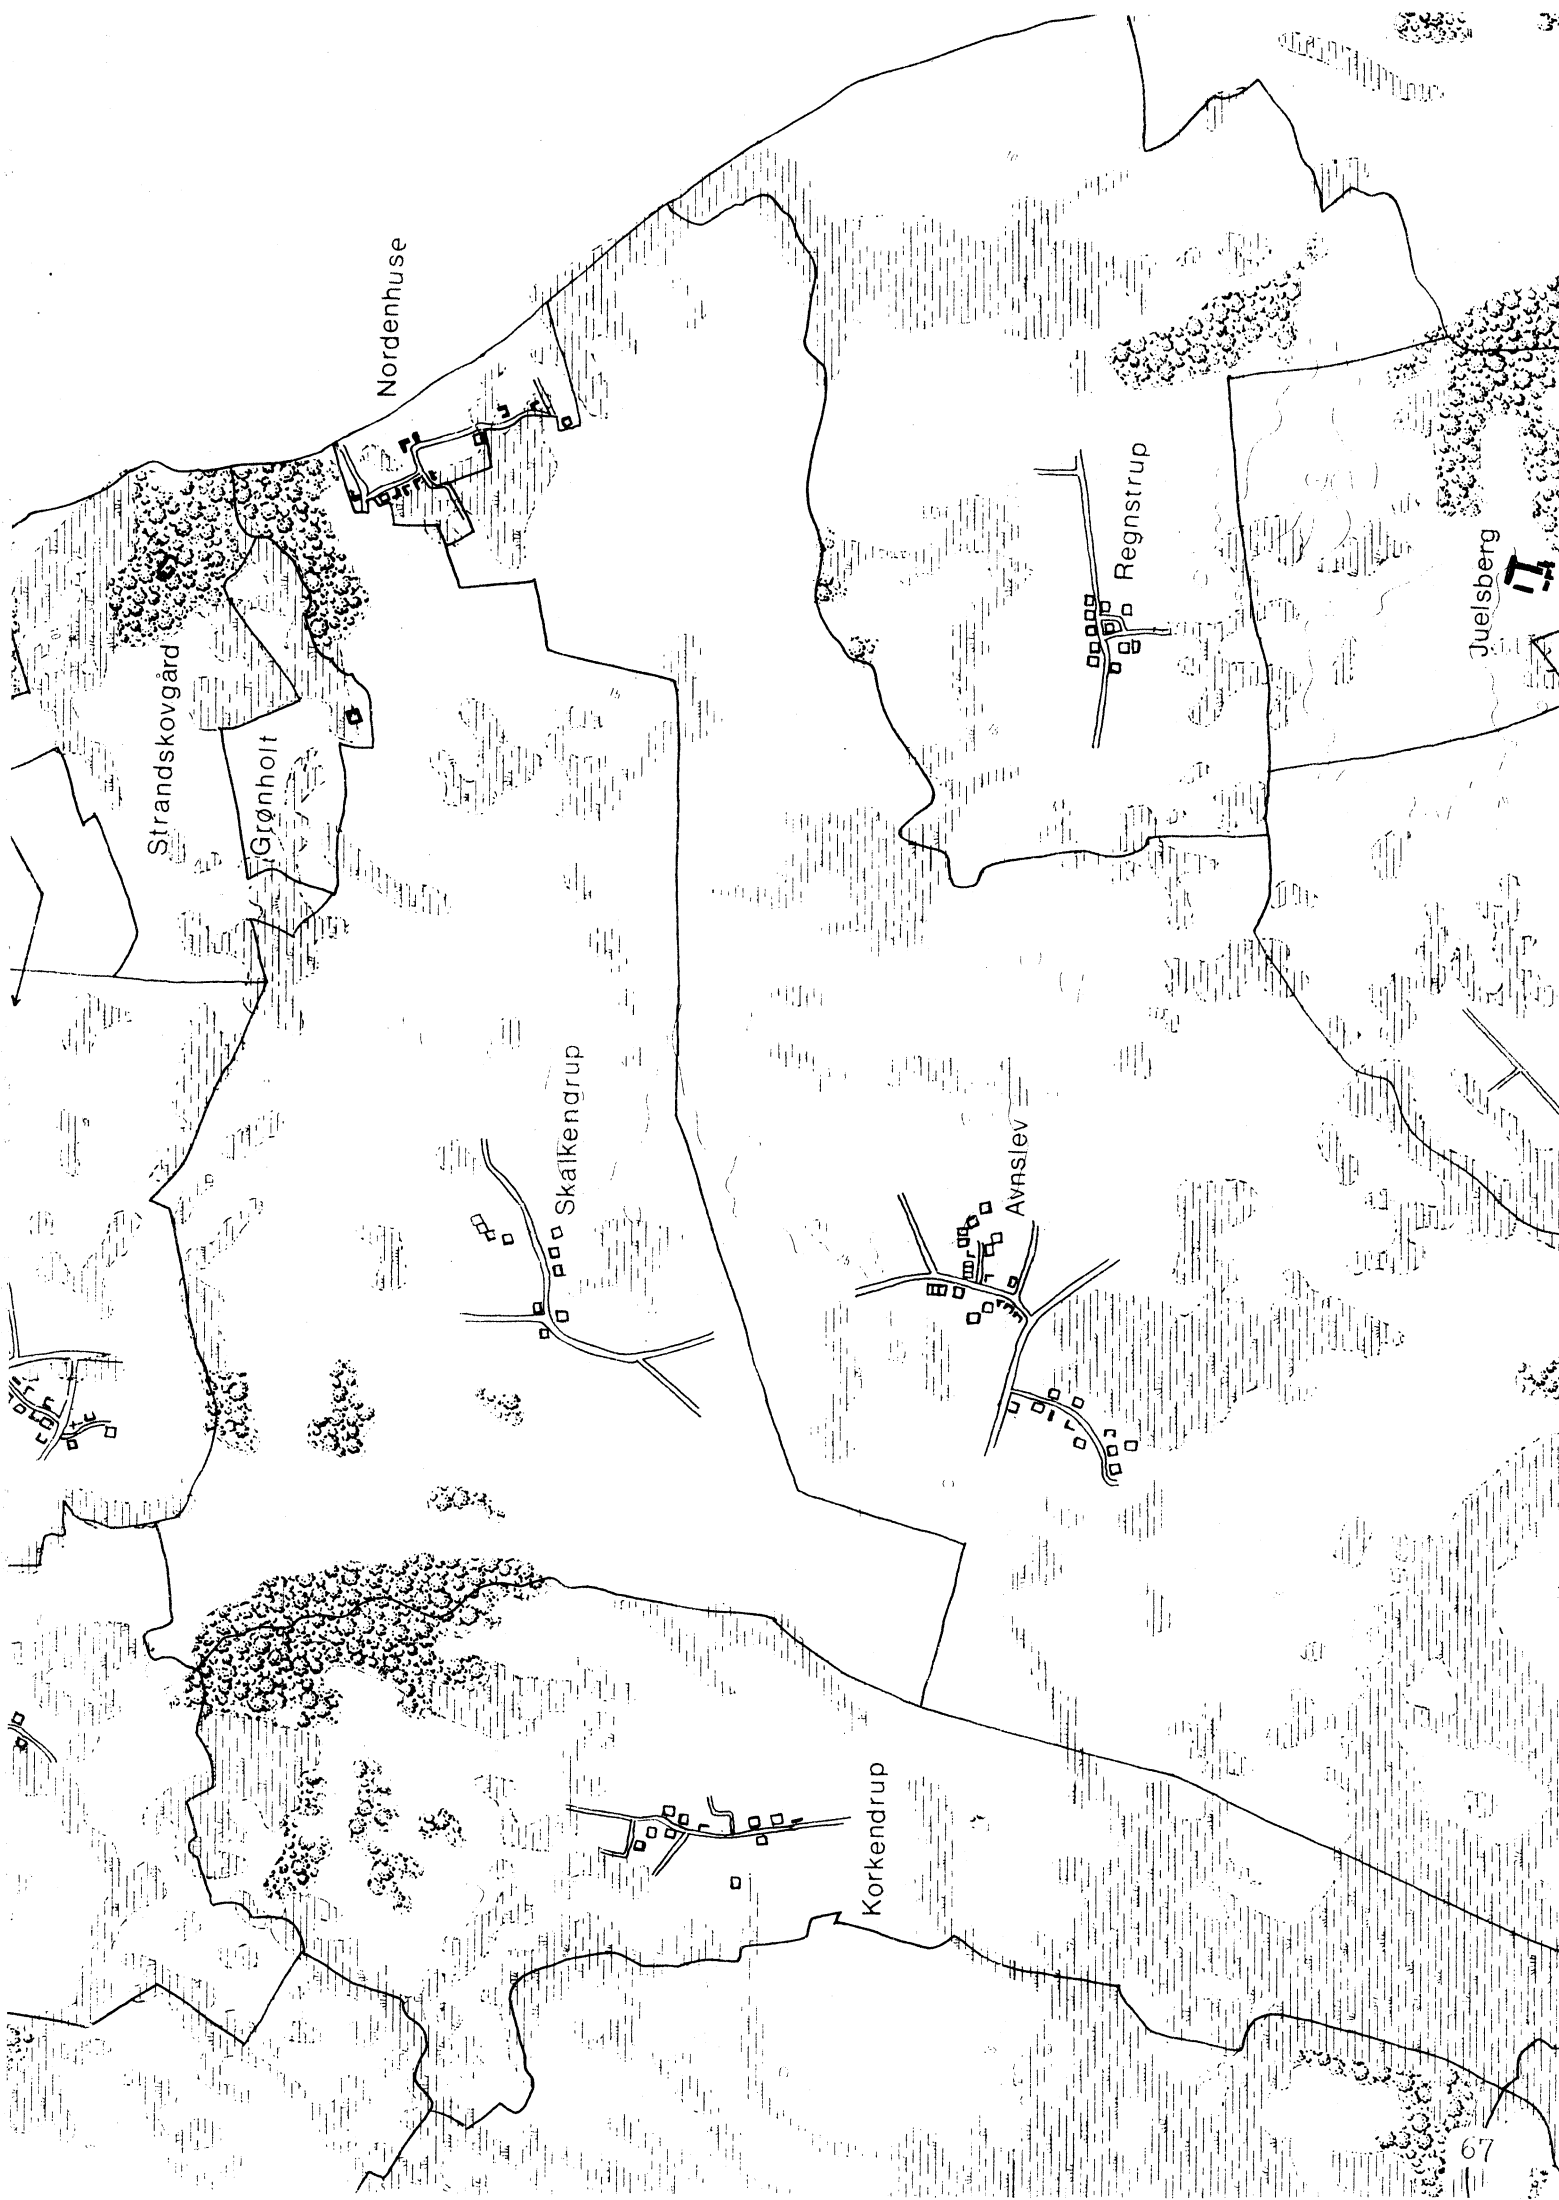 Nordenhuse
Strandskovgård
Grønholt
Regnstrup
Juelsberg
Skalkendrup
Avnslev
Korkendrup
67